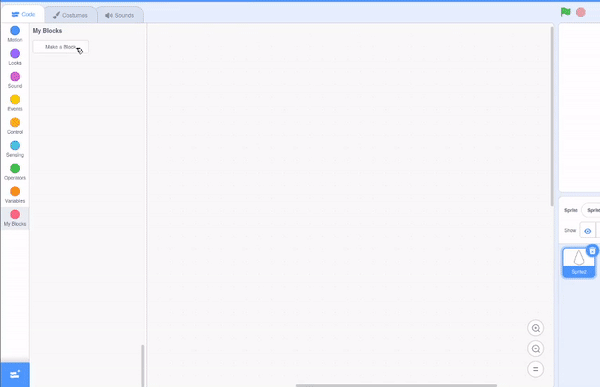 Code
Costumes
Sounds
Motion
Looks
Sound
Events
Control
Sensing
Operators
Variables
My Blocks
My Blocks
Make a Block
Sprite
Sprite
Show
Sprite1